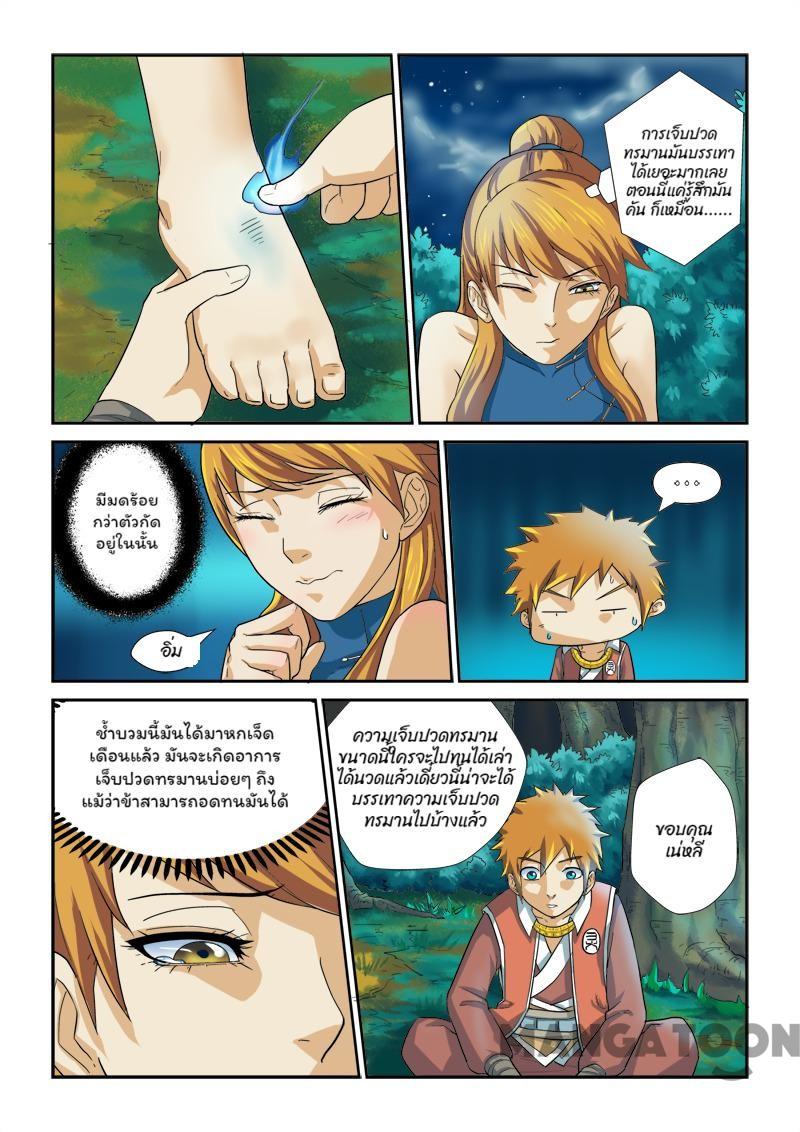 การเจ็บปวด
ทรมานมันบรรเทา
ได้เยอะมากเลย
ตอนนี้แค่รู้สึกมัน
คัน ก็เหมือน......
มีมดร้อย
กว่าตัวกัด
อยู่ในนั้น
อิ่ม
...
ช้ำบวมนี้มันได้มาหกเจ็ด
เดือนแล้ว มันจะเกิดอาการ
เจ็บปวดทรมานบ่อยๆ ถึง
แม้ว่าข้าสามารถอดทนมันได้
ความเจ็บปวดทรมาน
ขนาดนี้ใครจะไปทนได้เล่า
ได้นวดแล้วเดี๋ยวนี้น่าจะได้
บรรเทาความเจ็บปวด
ทรมานไปบ้างแล้ว
ขอบคุณ
เน่หลี
MANGATOON